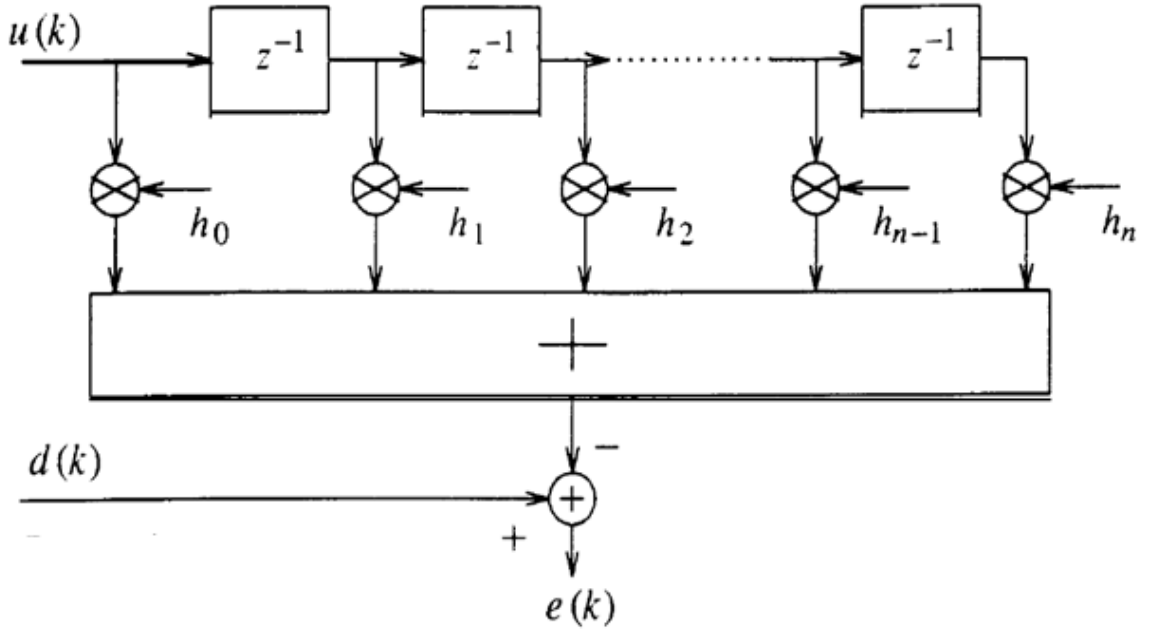 u(k)
z⁻¹ z⁻¹ z⁻¹
h₀ h₁ h₂ hₙ₋₁ hₙ
+
−
d(k)
+
+
e(k)